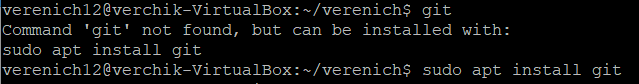 verenich12@verchik-VirtualBox:~/verenich$ git
Command 'git' not found, but can be installed with:
sudo apt install git
verenich12@verchik-VirtualBox:~/verenich$ sudo apt install git